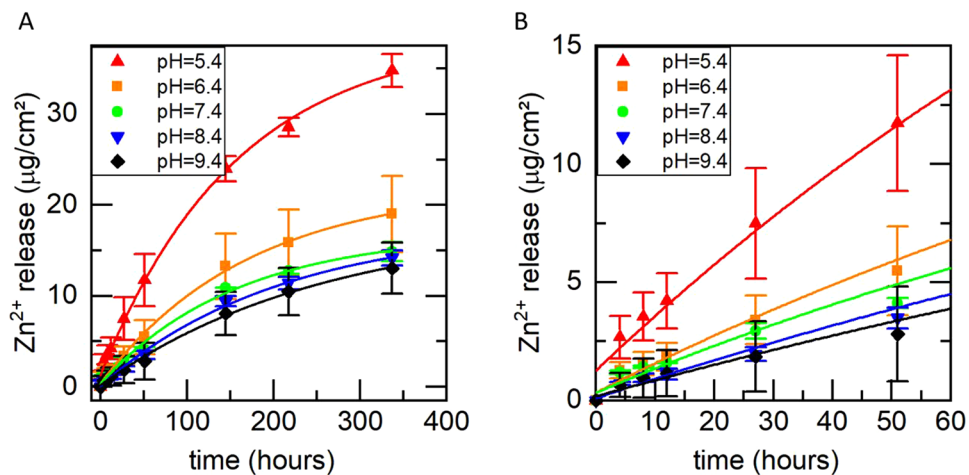 A
pH=5.4
pH=6.4
pH=7.4
pH=8.4
pH=9.4
30
20
10
0
0 100 200 300 400
time (hours)
Zn²⁺ release (µg/cm²)
B
pH=5.4
pH=6.4
pH=7.4
pH=8.4
pH=9.4
15
10
5
0
0 10 20 30 40 50 60
time (hours)
Zn²⁺ release (µg/cm²)